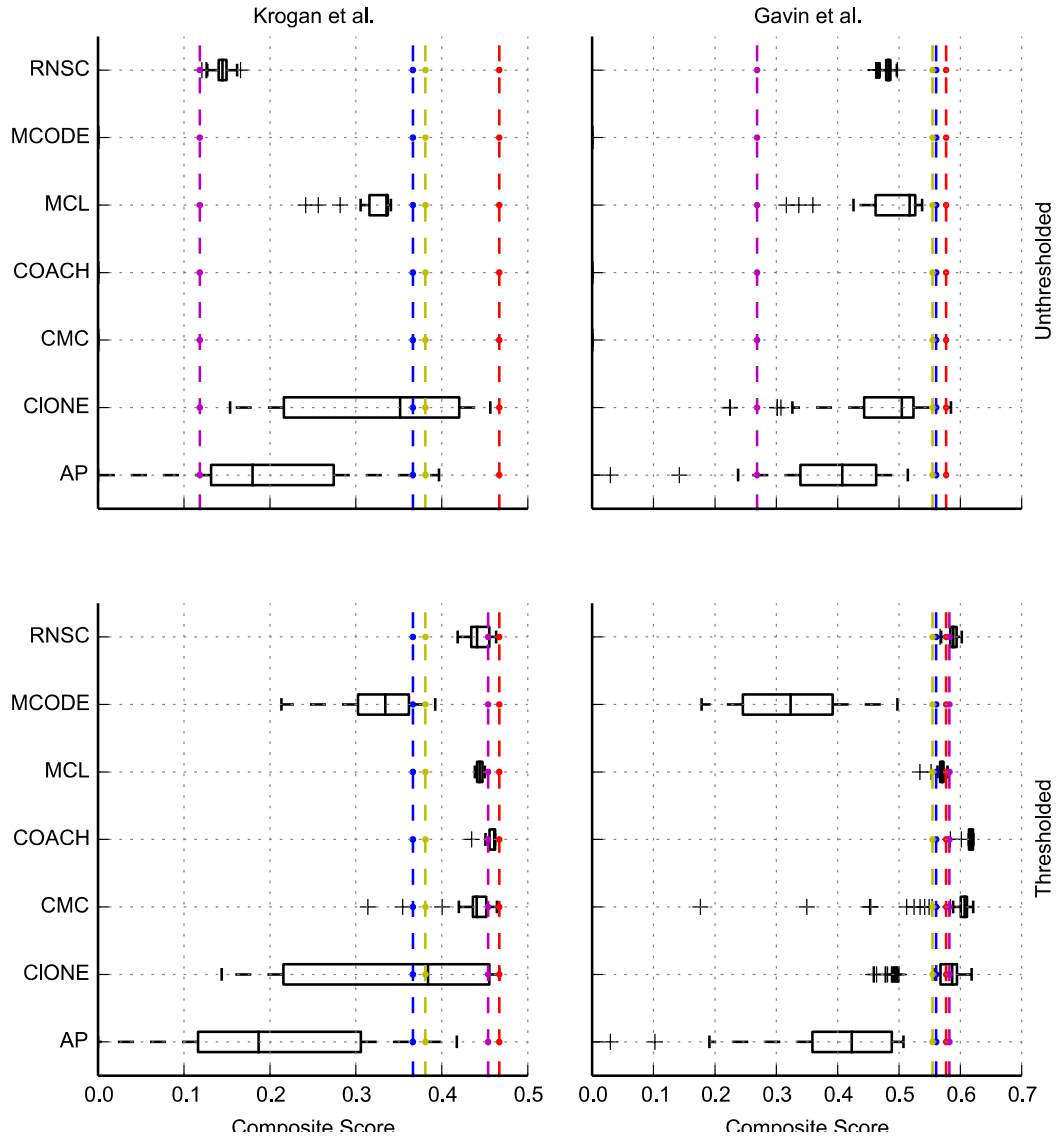 Krogan et al.
Gavin et al.
RNSC
MCODE
MCL
COACH
CMC
ClONE
AP
Unthresholded
RNSC
MCODE
MCL
COACH
CMC
ClONE
AP
Thresholded
0.0 0.1 0.2 0.3 0.4 0.5
0.0 0.1 0.2 0.3 0.4 0.5 0.6 0.7
Composite Score
Composite Score